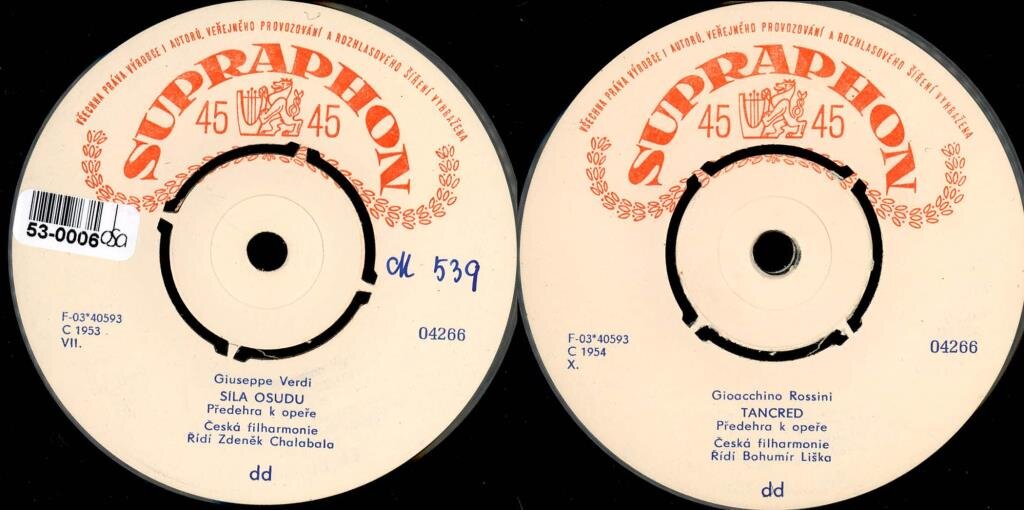 VŠECHNA PRÁVA VÝROBCE I AUTORŮ, VEŘEJNÉHO PROVOZOVÁNÍ A ROZHLASOVÉHO ŠÍŘENÍ VYHRAŽENA
SUPRAPHON
45 45
53-0006
M 539
F-03*40593
C 1953
VII.
04266
Giuseppe Verdi
SÍLA OSUDU
Předehra k opeře
Česká filharmonie
Řídí Zdeněk Chalabala
dd
VŠECHNA PRÁVA VÝROBCE I AUTORŮ, VEŘEJNÉHO PROVOZOVÁNÍ A ROZHLASOVÉHO ŠÍŘENÍ VYHRAŽENA
SUPRAPHON
45 45
F-03*40593
C 1954
X.
04266
Gioacchino Rossini
TANCRED
Předehra k opeře
Česká filharmonie
Řídí Bohumír Liška
dd